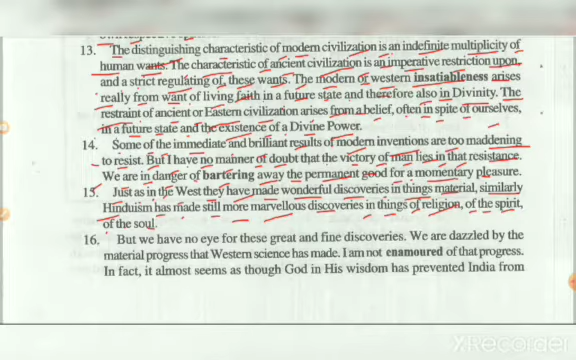 13. The distinguishing characteristic of modern civilization is an indefinite multiplicity of
human wants. The characteristic of ancient civilization is an imperative restriction upon,
and a strict regulating of, these wants. The modern of western insatiableness arises
really from want of living faith in a future state and therefore also in Divinity. The
restraint of ancient or Eastern civilization arises from a belief, often in spite of ourselves,
in a future state and the existence of a Divine Power.
14. Some of the immediate and brilliant results of modern inventions are too maddening
to resist. But I have no manner of doubt that the victory of man lies in that resistance.
We are in danger of bartering away the permanent good for a momentary pleasure.
15. Just as in the West they have made wonderful discoveries in things material, similarly
Hinduism has made still more marvellous discoveries in things of religion, of the spirit,
of the soul.
16. But we have no eye for these great and fine discoveries. We are dazzled by the
material progress that Western science has made. I am not enamoured of that progress.
In fact, it almost seems as though God in His wisdom has prevented India from
XRecorder